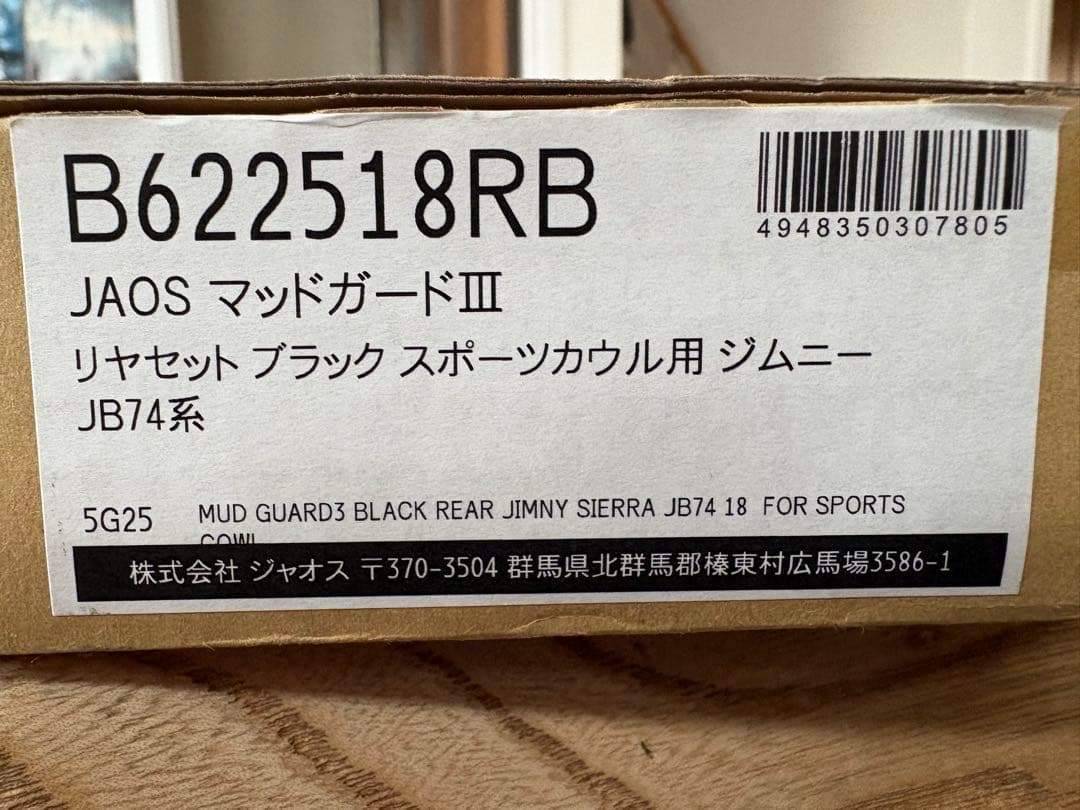 B622518RB
4948350307805
JAOS マッドガードⅢ
リヤセット ブラック スポーツカウル用 ジムニー
JB74系
5G25 MUD GUARD3 BLACK REAR JIMNY SIERRA JB74 18 FOR SPORTS
COWL
株式会社 ジャオス 〒370-3504 群馬県北群馬郡榛東村広馬場3586-1